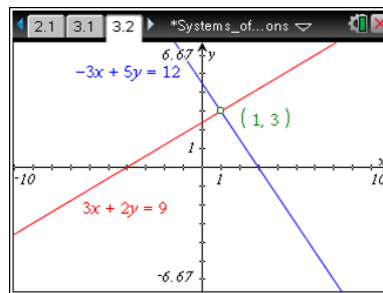 2.1 3.1 3.2 *Systems_of...ons
6.67 y
-3x + 5y = 12
(1, 3)
1
x
-10 1 10
3x + 2y = 9
-6.67